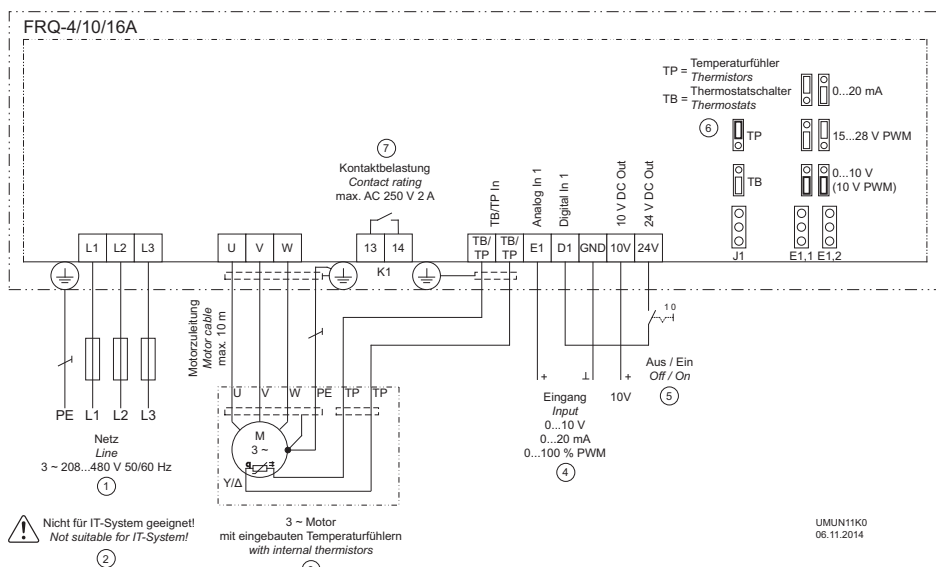 FRQ-4/10/16A
TP = Temperaturfühler
Thermistors
TB = Thermostatschalter
Thermostats
6
TP
TB
J1
0...20 mA
15...28 V PWM
0...10 V
(10 V PWM)
E1,1 E1,2
7
Kontaktbelastung
Contact rating
max. AC 250 V 2 A
TB/TP In
Analog In 1
Digital In 1
10 V DC Out
24 V DC Out
L1 L2 L3
U V W
13 14
K1
TB/TP TB/TP E1 D1 GND 10V 24V
Motorzuleitung
Motor cable
max. 10 m
1 0
Aus / Ein
Off / On
5
+ ⊥ +
Eingang 10V
Input
0...10 V
0...20 mA
0...100 % PWM
4
PE L1 L2 L3
Netz
Line
3 ~ 208...480 V 50/60 Hz
1
U V W PE TP TP
M
3 ~
Y/Δ
Nicht für IT-System geeignet!
Not suitable for IT-System!
2
3 ~ Motor
mit eingebauten Temperaturfühlern
with internal thermistors
UMUN11K0
06.11.2014